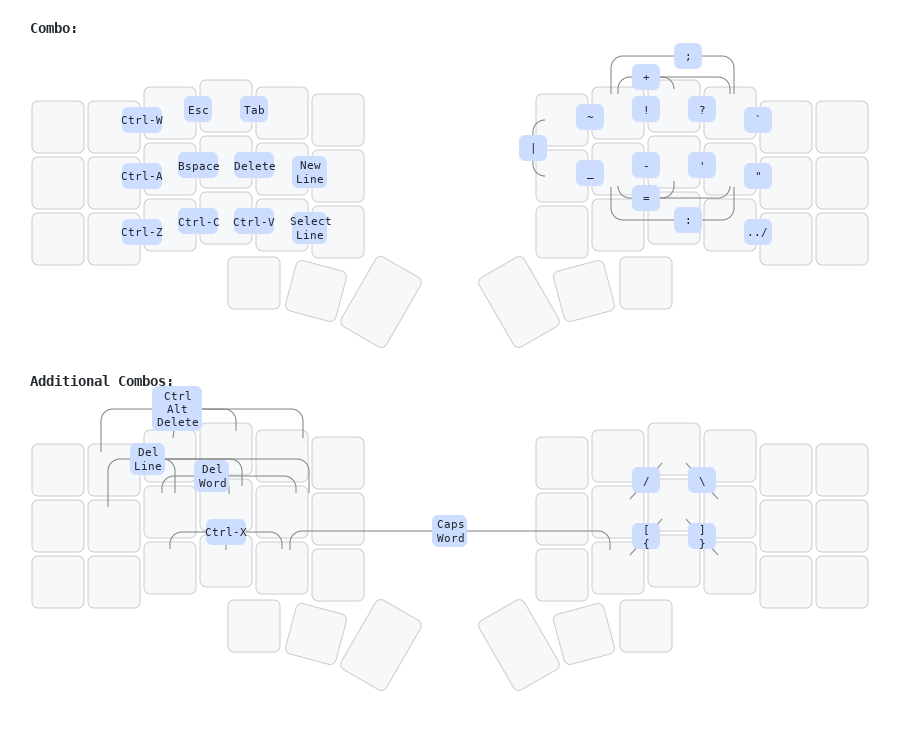 Combo:
;
+
Esc
Tab
!
?
Ctrl-W
~
`
|
Bspace
Delete
-
'
Ctrl-A
New
Line
_
"
=
Ctrl-C
Ctrl-V
:
Ctrl-Z
Select
Line
../
Additional Combos:
Ctrl
Alt
Delete
Del
Line
Del
Word
/
\
Ctrl-X
Caps
Word
[
{
]
}